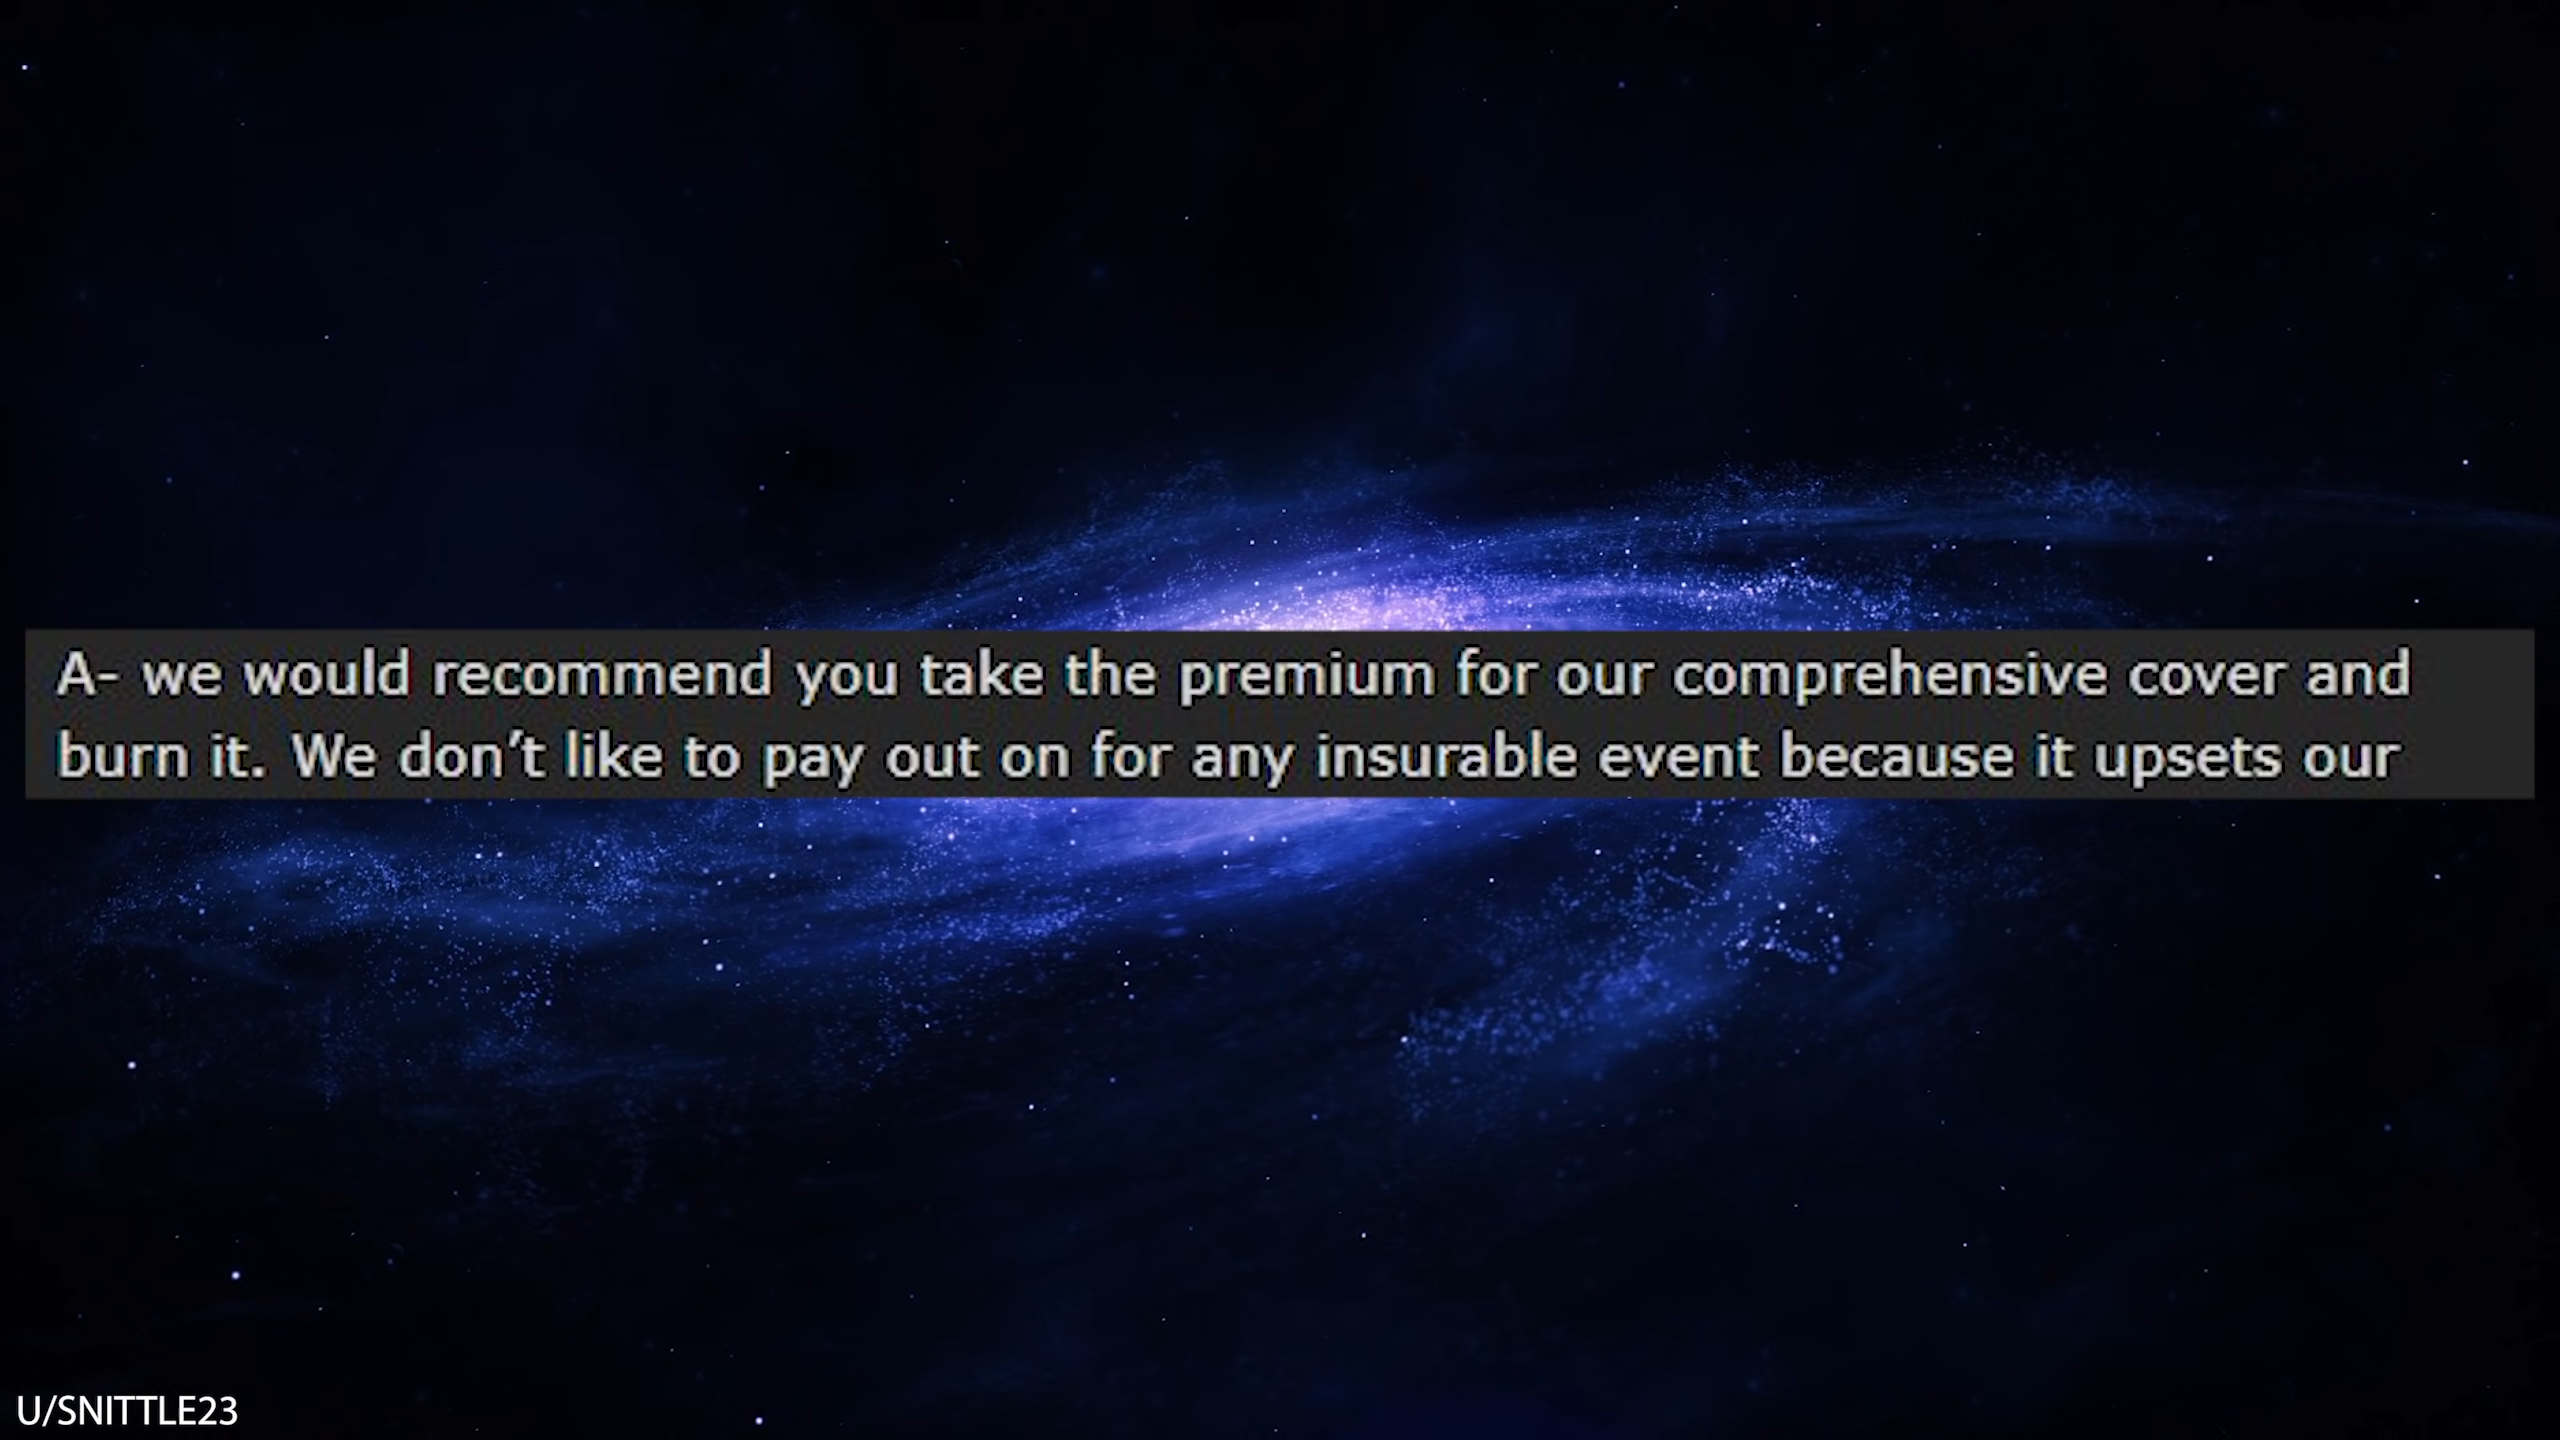 A- we would recommend you take the premium for our comprehensive cover and
burn it. We don’t like to pay out on for any insurable event because it upsets our
U/SNITTLE23